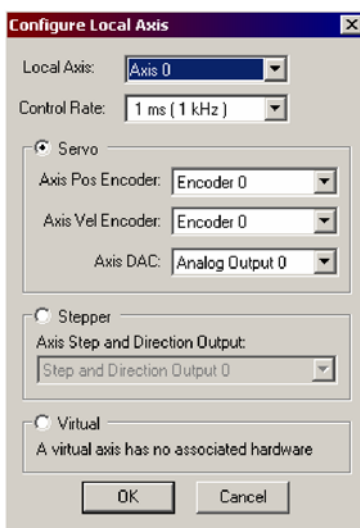 Configure Local Axis
Local Axis: Axis 0
Control Rate: 1 ms ( 1 kHz )
Servo
Axis Pos Encoder: Encoder 0
Axis Vel Encoder: Encoder 0
Axis DAC: Analog Output 0
Stepper
Axis Step and Direction Output:
Step and Direction Output 0
Virtual
A virtual axis has no associated hardware
OK Cancel